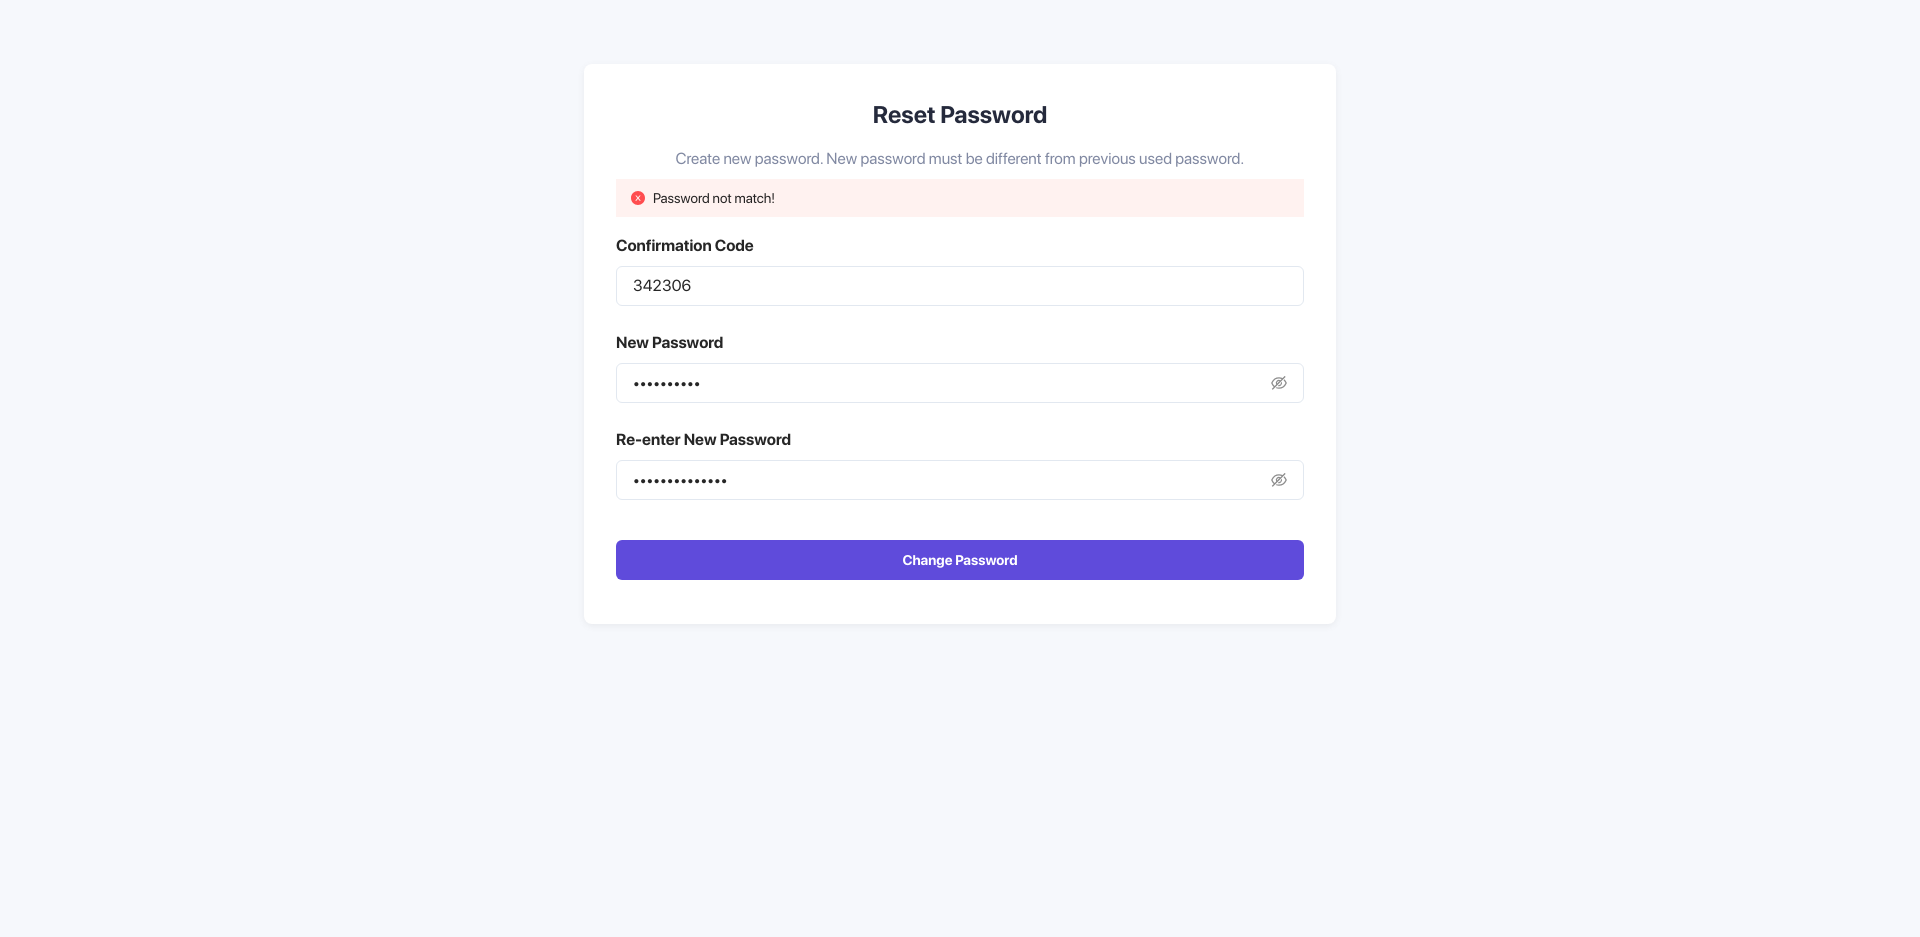 Reset Password
Create new password. New password must be different from previous used password.
Password not match!
Confirmation Code
342306
New Password
••••••••••
Re-enter New Password
••••••••••••••
Change Password